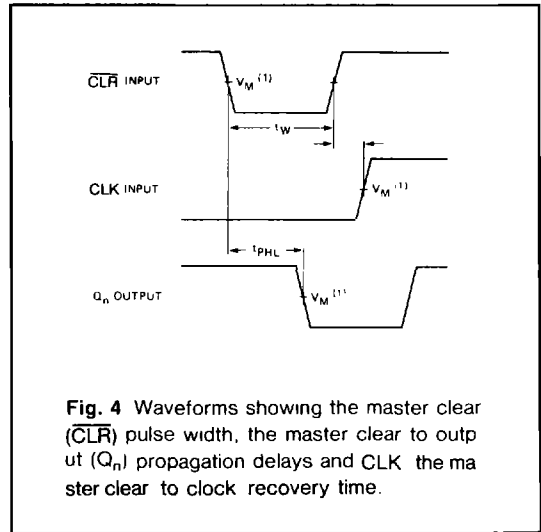 C̅L̅R̅ INPUT
V_M (1)
t_W
CLK INPUT
V_M (1)
t_PHL
Q_n OUTPUT
V_M (1)
Fig. 4 Waveforms showing the master clear
(C̅L̅R̅) pulse width, the master clear to outp
ut (Q_n) propagation delays and CLK the ma
ster clear to clock recovery time.